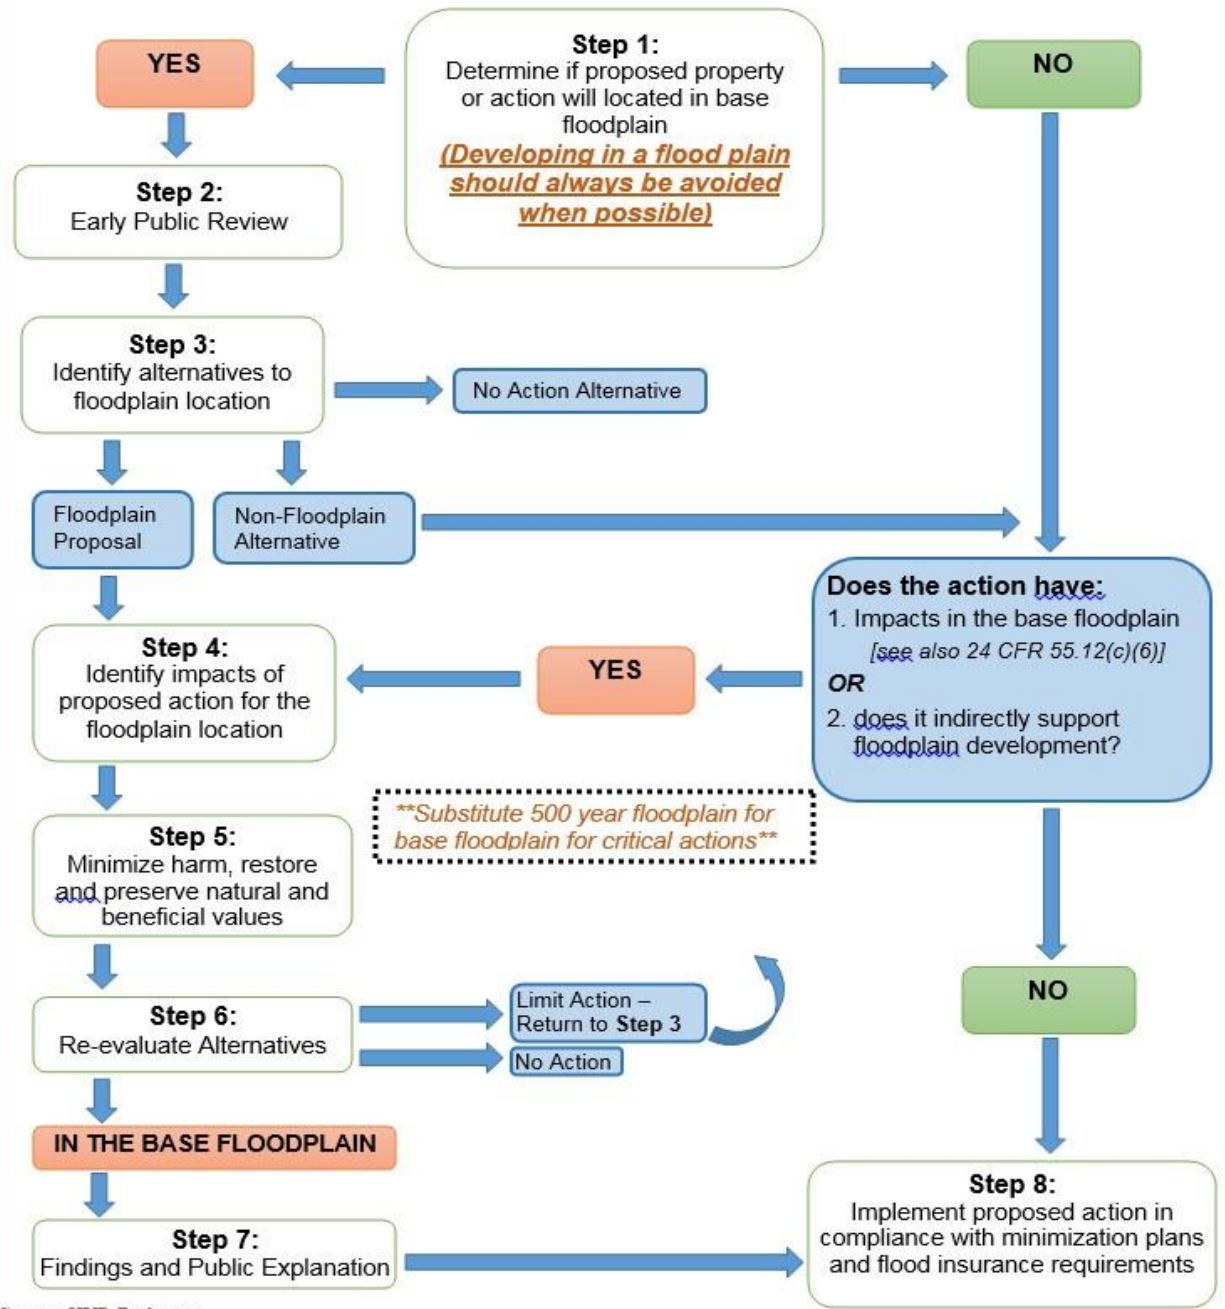 YES
Step 1:
Determine if proposed property
or action will located in base
floodplain
(Developing in a flood plain
should always be avoided
when possible)
NO
Step 2:
Early Public Review
Step 3:
Identify alternatives to
floodplain location
No Action Alternative
Floodplain
Proposal
Non-Floodplain
Alternative
Does the action have:
1. Impacts in the base floodplain
[see also 24 CFR 55.12(c)(6)]
OR
2. does it indirectly support
floodplain development?
YES
Step 4:
Identify impacts of
proposed action for the
floodplain location
**Substitute 500 year floodplain for
base floodplain for critical actions**
Step 5:
Minimize harm, restore
and preserve natural and
beneficial values
Step 6:
Re-evaluate Alternatives
Limit Action –
Return to Step 3
No Action
NO
IN THE BASE FLOODPLAIN
Step 7:
Findings and Public Explanation
Step 8:
Implement proposed action in
compliance with minimization plans
and flood insurance requirements